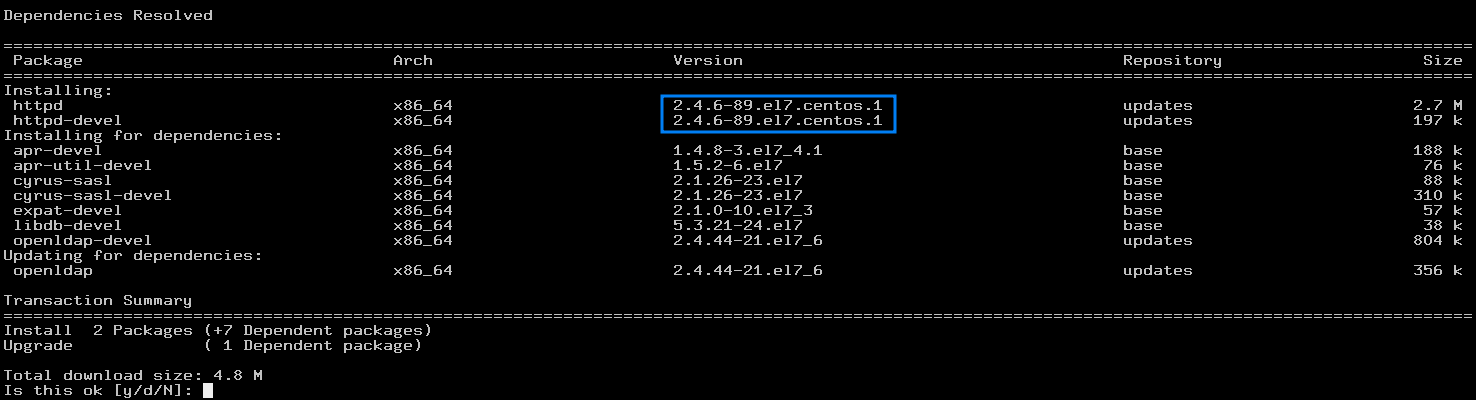 Dependencies Resolved
================================================================================================================================================
Package Arch Version Repository Size
================================================================================================================================================
Installing:
httpd x86_64 2.4.6-89.el7.centos.1 updates 2.7 M
httpd-devel x86_64 2.4.6-89.el7.centos.1 updates 197 k
Installing for dependencies:
apr-devel x86_64 1.4.8-3.el7_4.1 base 188 k
apr-util-devel x86_64 1.5.2-6.el7 base 76 k
cyrus-sasl x86_64 2.1.26-23.el7 base 88 k
cyrus-sasl-devel x86_64 2.1.26-23.el7 base 310 k
expat-devel x86_64 2.1.0-10.el7_3 base 57 k
libdb-devel x86_64 5.3.21-24.el7 base 38 k
openldap-devel x86_64 2.4.44-21.el7_6 updates 804 k
Updating for dependencies:
openldap x86_64 2.4.44-21.el7_6 updates 356 k
Transaction Summary
================================================================================================================================================
Install 2 Packages (+7 Dependent packages)
Upgrade ( 1 Dependent package)
Total download size: 4.8 M
Is this ok [y/d/N]: